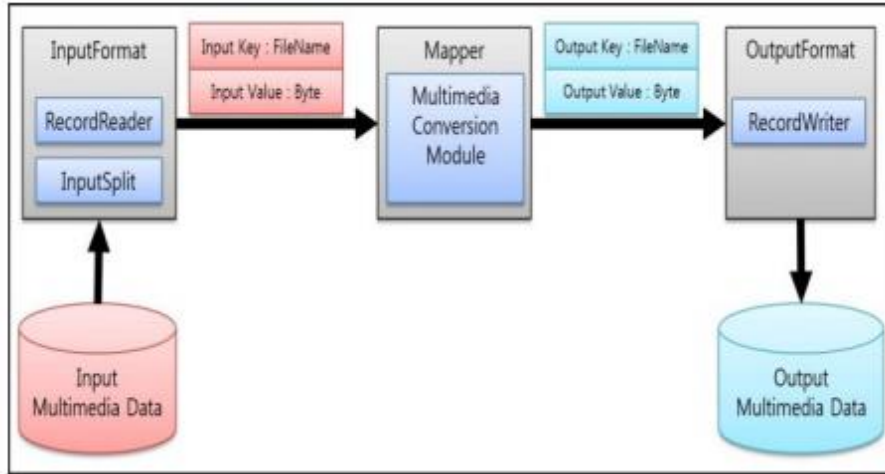 InputFormat
RecordReader
InputSplit
Input Key : FileName
Input Value : Byte
Mapper
Multimedia
Conversion
Module
Output Key : FileName
Output Value : Byte
OutputFormat
RecordWriter
Input
Multimedia Data
Output
Multimedia Data